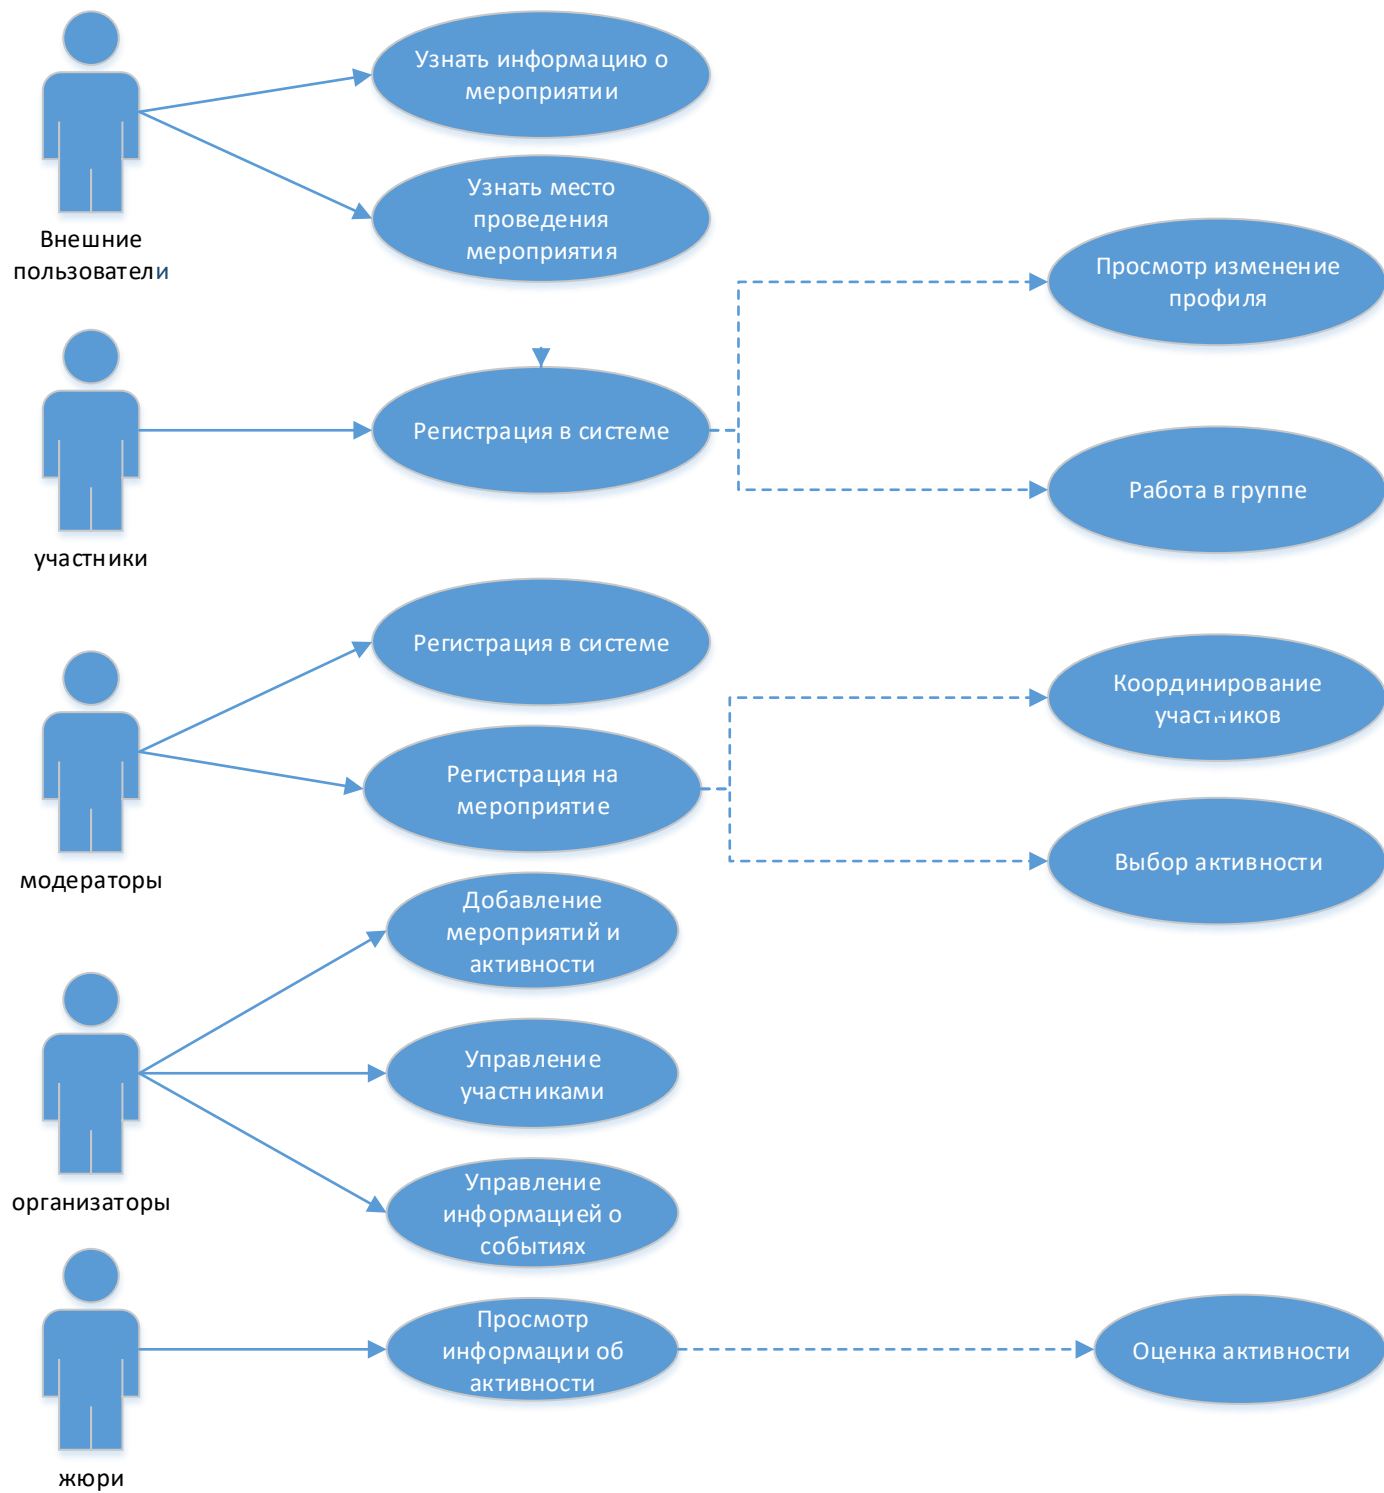 Узнать информацию о
мероприятии
Узнать место
проведения
мероприятия
Внешние
пользователи
Просмотр изменение
профиля
Регистрация в системе
Работа в группе
участники
Регистрация в системе
Регистрация на
мероприятие
Координирование
участников
Выбор активности
модераторы
Добавление
мероприятий и
активности
Управление
участниками
Управление
информацией о
событиях
организаторы
Просмотр
информации об
активности
Оценка активности
жюри